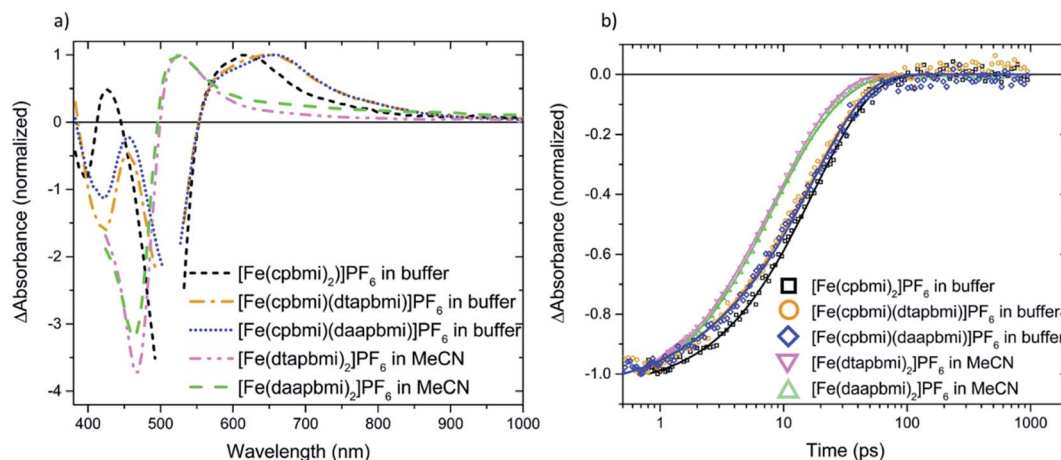 a)
ΔAbsorbance (normalized)
1
0
-1
-2
-3
-4
[Fe(cpbmi)₂)]PF₆ in buffer
[Fe(cpbmi)(dtapbmi)]PF₆ in buffer
[Fe(cpbmi)(daapbmi)]PF₆ in buffer
[Fe(dtapbmi)₂]PF₆ in MeCN
[Fe(daapbmi)₂]PF₆ in MeCN
400 500 600 700 800 900 1000
Wavelength (nm)
b)
ΔAbsorbance (normalized)
0.0
-0.2
-0.4
-0.6
-0.8
-1.0
[Fe(cpbmi)₂]PF₆ in buffer
[Fe(cpbmi)(dtapbmi)]PF₆ in buffer
[Fe(cpbmi)(daapbmi)]PF₆ in buffer
[Fe(dtapbmi)₂]PF₆ in MeCN
[Fe(daapbmi)₂]PF₆ in MeCN
1 10 100 1000
Time (ps)